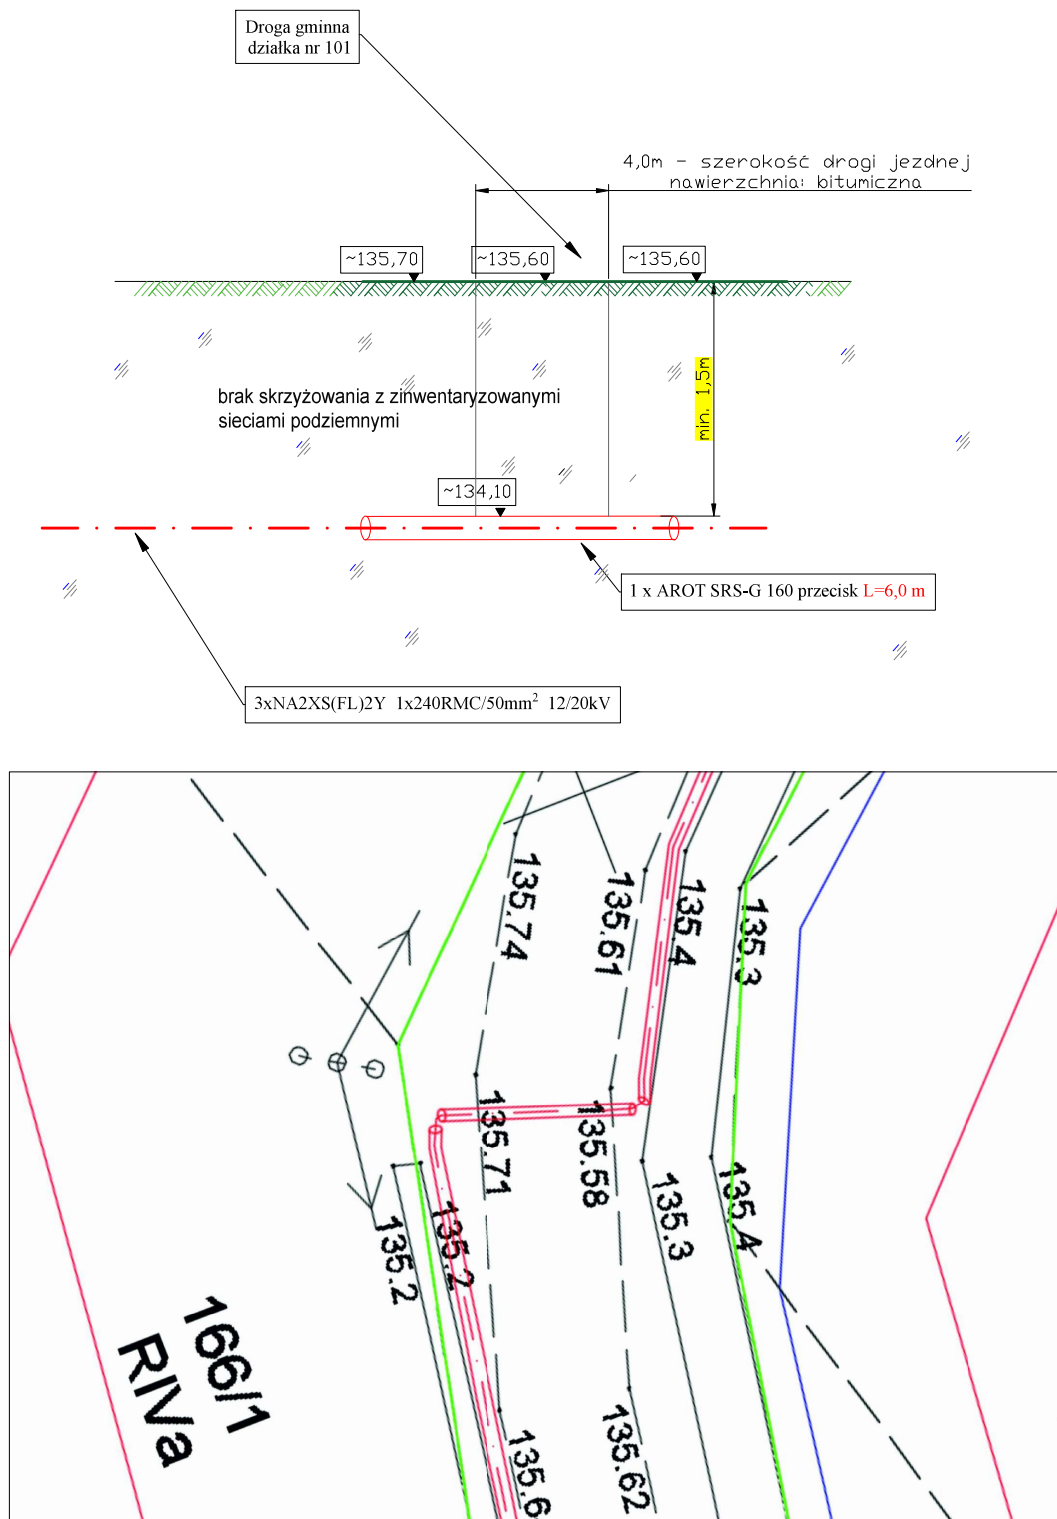 Droga gminna
działka nr 101
4,0m - szerokość drogi jezdnej
nawierzchnia: bitumiczna
~135,70
~135,60
~135,60
min. 1,5m
brak skrzyżowania z zinwentaryzowanymi
sieciami podziemnymi
~134,10
1 x AROT SRS-G 160 przecisk L=6,0 m
3xNA2XS(FL)2Y 1x240RMC/50mm² 12/20kV
135.74
135.61
135.4
135.3
135.71
135.58
135.3
135.4
135.2
135.2
166/1
RIVa
135.6
135.62